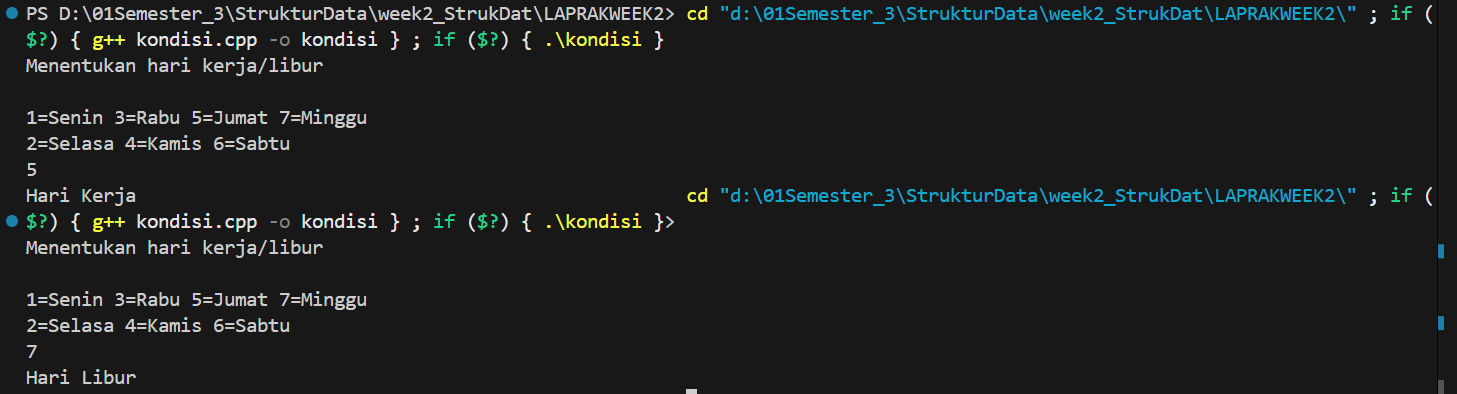 PS D:\01Semester_3\StrukturData\week2_StrukDat\LAPRAKWEEK2> cd "d:\01Semester_3\StrukturData\week2_StrukDat\LAPRAKWEEK2\" ; if (
$?) { g++ kondisi.cpp -o kondisi } ; if ($?) { .\kondisi }
Menentukan hari kerja/libur
1=Senin 3=Rabu 5=Jumat 7=Minggu
2=Selasa 4=Kamis 6=Sabtu
5
Hari Kerja cd "d:\01Semester_3\StrukturData\week2_StrukDat\LAPRAKWEEK2\" ; if (
$?) { g++ kondisi.cpp -o kondisi } ; if ($?) { .\kondisi }>
Menentukan hari kerja/libur
1=Senin 3=Rabu 5=Jumat 7=Minggu
2=Selasa 4=Kamis 6=Sabtu
7
Hari Libur